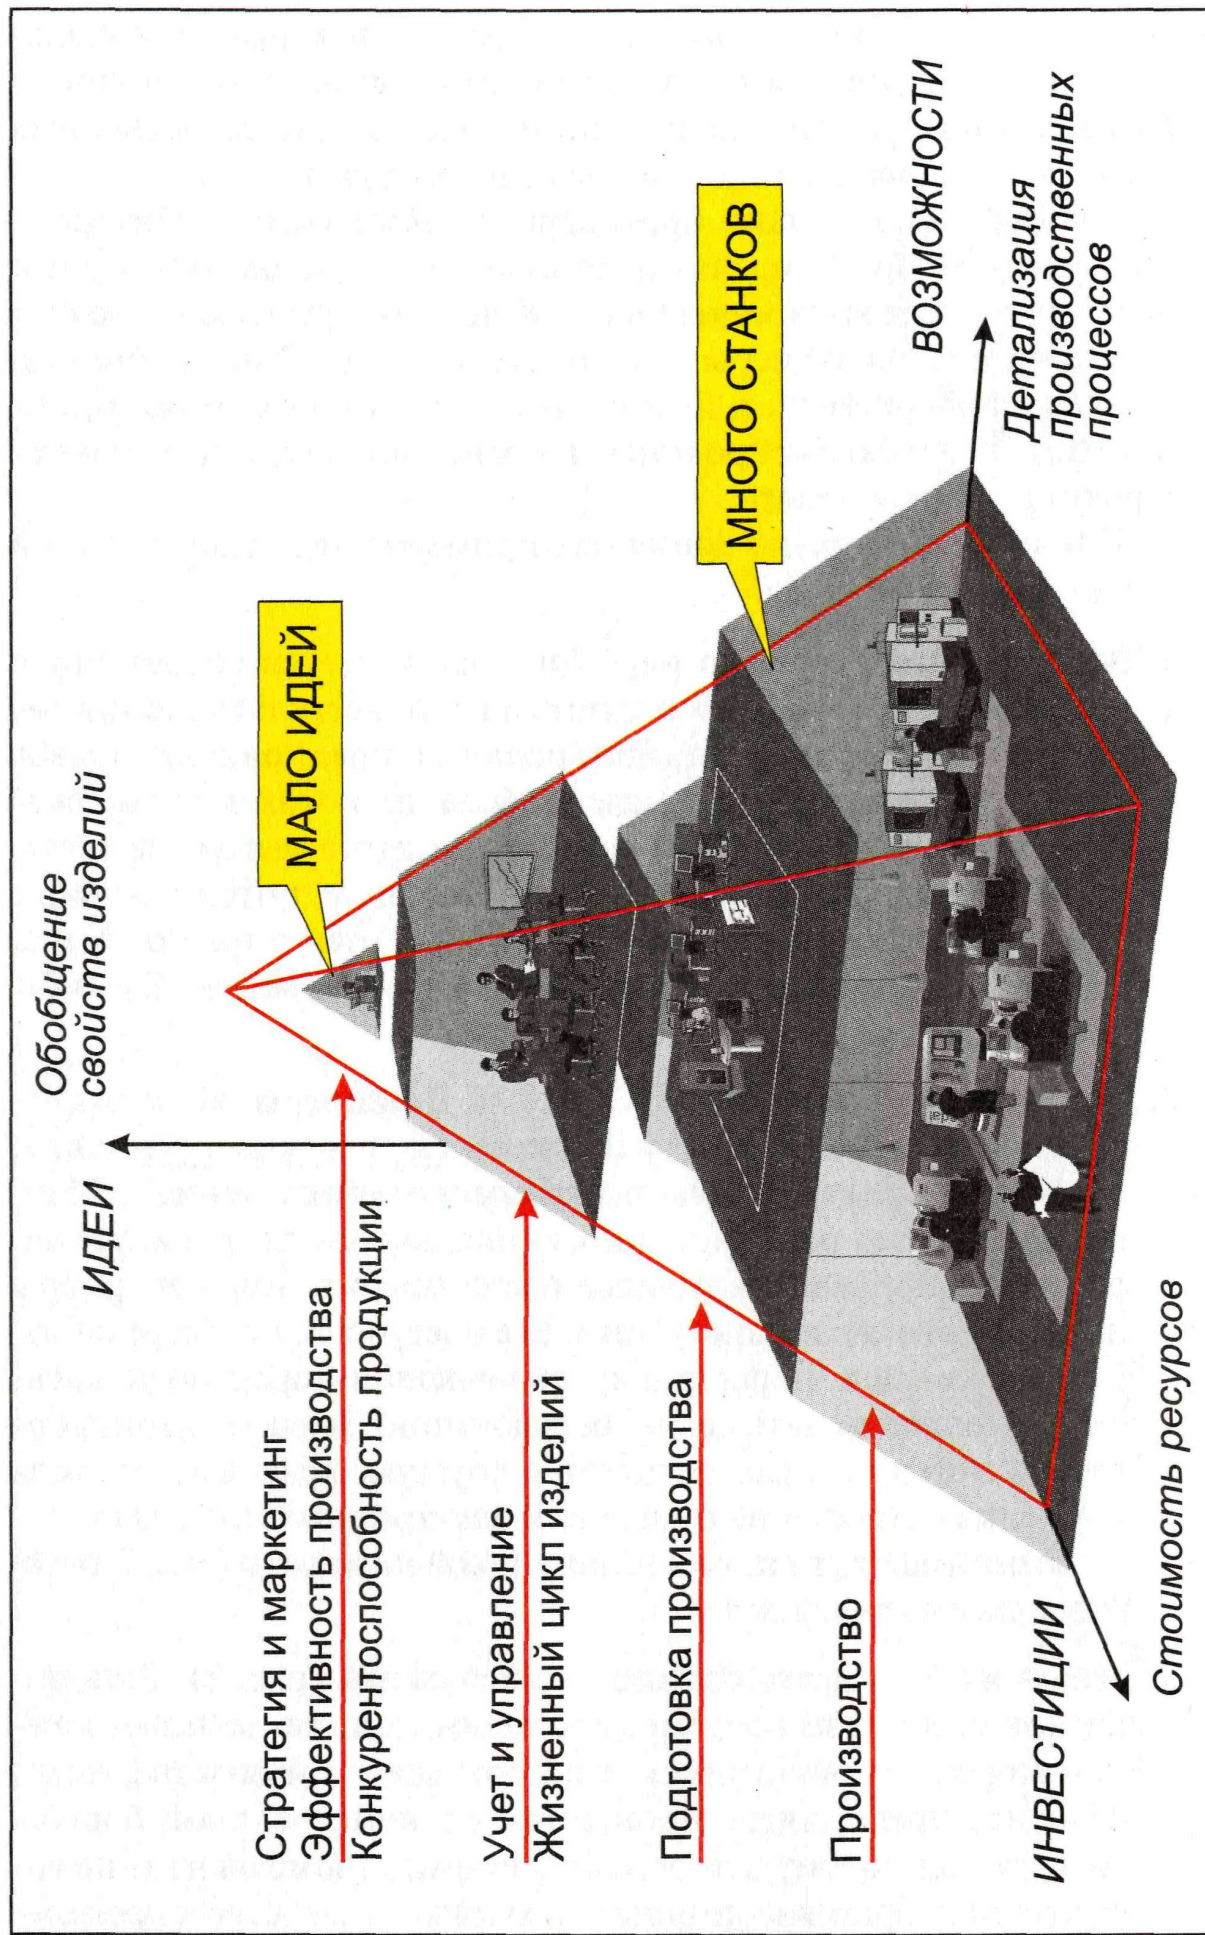 ИДЕИ
Обобщение
свойств изделий
МАЛО ИДЕЙ
Стратегия и маркетинг
Эффективность производства
Конкурентоспособность продукции
Учет и управление
Жизненный цикл изделий
Подготовка производства
МНОГО СТАНКОВ
Производство
ВОЗМОЖНОСТИ
Детализация
производственных
процессов
ИНВЕСТИЦИИ
Стоимость ресурсов